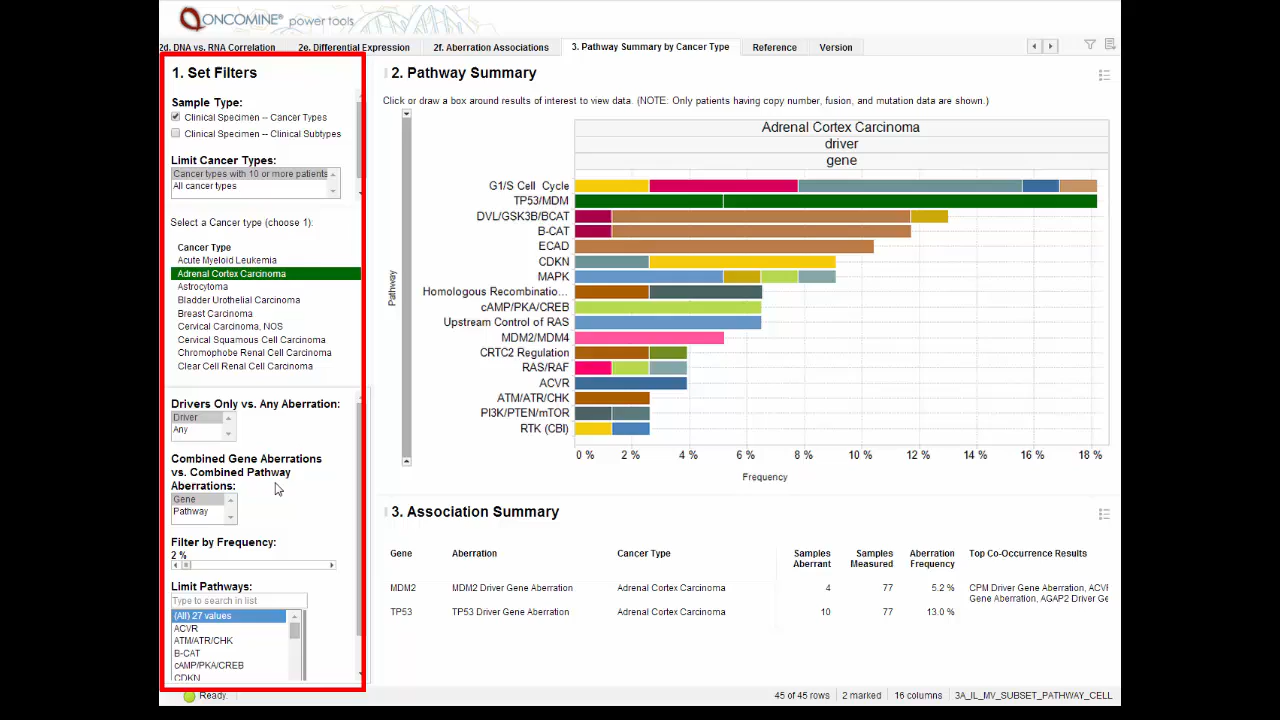 ONCOMINE® power tools
2d. DNA vs. RNA Correlation 2e. Differential Expression 2f. Aberration Associations 3. Pathway Summary by Cancer Type Reference Version
1. Set Filters
Sample Type:
Clinical Specimen -- Cancer Types
Clinical Specimen -- Clinical Subtypes
Limit Cancer Types:
Cancer types with 10 or more patients
All cancer types
Select a Cancer type (choose 1):
Cancer Type
Acute Myeloid Leukemia
Adrenal Cortex Carcinoma
Astrocytoma
Bladder Urothelial Carcinoma
Breast Carcinoma
Cervical Carcinoma, NOS
Cervical Squamous Cell Carcinoma
Chromophobe Renal Cell Carcinoma
Clear Cell Renal Cell Carcinoma
Drivers Only vs. Any Aberration:
Driver
Any
Combined Gene Aberrations
vs. Combined Pathway
Aberrations:
Gene
Pathway
Filter by Frequency:
2 %
Limit Pathways:
Type to search in list
(All) 27 values
ACVR
ATM/ATR/CHK
B-CAT
cAMP/PKA/CREB
CDKN
2. Pathway Summary
Click or draw a box around results of interest to view data. (NOTE: Only patients having copy number, fusion, and mutation data are shown.)
Adrenal Cortex Carcinoma
driver
gene
Pathway
G1/S Cell Cycle
TP53/MDM
DVL/GSK3B/BCAT
B-CAT
ECAD
CDKN
MAPK
Homologous Recombinatio...
cAMP/PKA/CREB
Upstream Control of RAS
MDM2/MDM4
CRTC2 Regulation
RAS/RAF
ACVR
ATM/ATR/CHK
PI3K/PTEN/mTOR
RTK (CBl)
0 % 2 % 4 % 6 % 8 % 10 % 12 % 14 % 16 % 18 %
Frequency
3. Association Summary
Gene Aberration Cancer Type Samples Aberrant Samples Measured Aberration Frequency Top Co-Occurrence Results
MDM2 MDM2 Driver Gene Aberration Adrenal Cortex Carcinoma 4 77 5.2 % CPM Driver Gene Aberration, ACVF
Gene Aberration, AGAP2 Driver Ge
TP53 TP53 Driver Gene Aberration Adrenal Cortex Carcinoma 10 77 13.0 %
Ready. 45 of 45 rows 2 marked 16 columns 3A_IL_MV_SUBSET_PATHWAY_CELL